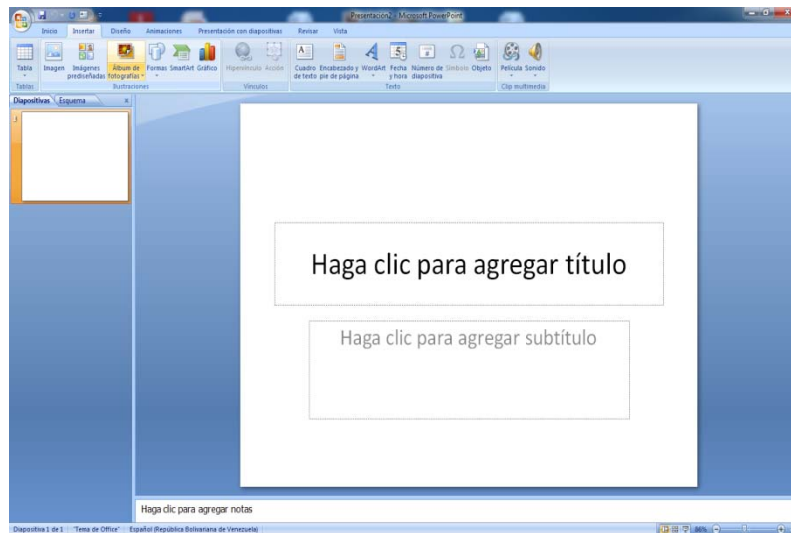 Presentación2 - Microsoft PowerPoint
Inicio Insertar Diseño Animaciones Presentación con diapositivas Revisar Vista
Tabla Imagen Imágenes prediseñadas Álbum de fotografías Formas SmartArt Gráfico Hipervínculo Acción Cuadro de texto Encabezado y pie de página WordArt Fecha y hora Número de diapositiva Símbolo Objeto Película Sonido
Tablas Ilustraciones Vínculos Texto Clip multimedia
Diapositivas Esquema x
Haga clic para agregar título
Haga clic para agregar subtítulo
Haga clic para agregar notas
Diapositiva 1 de 1 "Tema de Office" Español (República Bolivariana de Venezuela) 86%